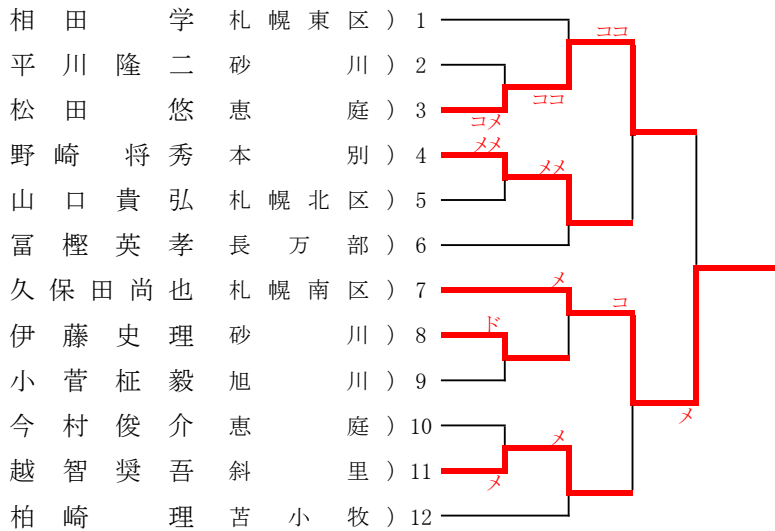 相田 学 札幌東区) 1
ココ
平川隆二 砂川) 2
松田 悠 恵庭) 3
ココ
コメ
野崎将秀 本別) 4
メメ
メメ
山口貴弘 札幌北区) 5
冨樫英孝 長万部) 6
久保田尚也 札幌南区) 7
メ
コ
伊藤史理 砂川) 8
ド
小菅柾毅 旭川) 9
今村俊介 恵庭) 10
メ
メ
越智奨吾 斜里) 11
メ
柏崎 理 苫小牧) 12